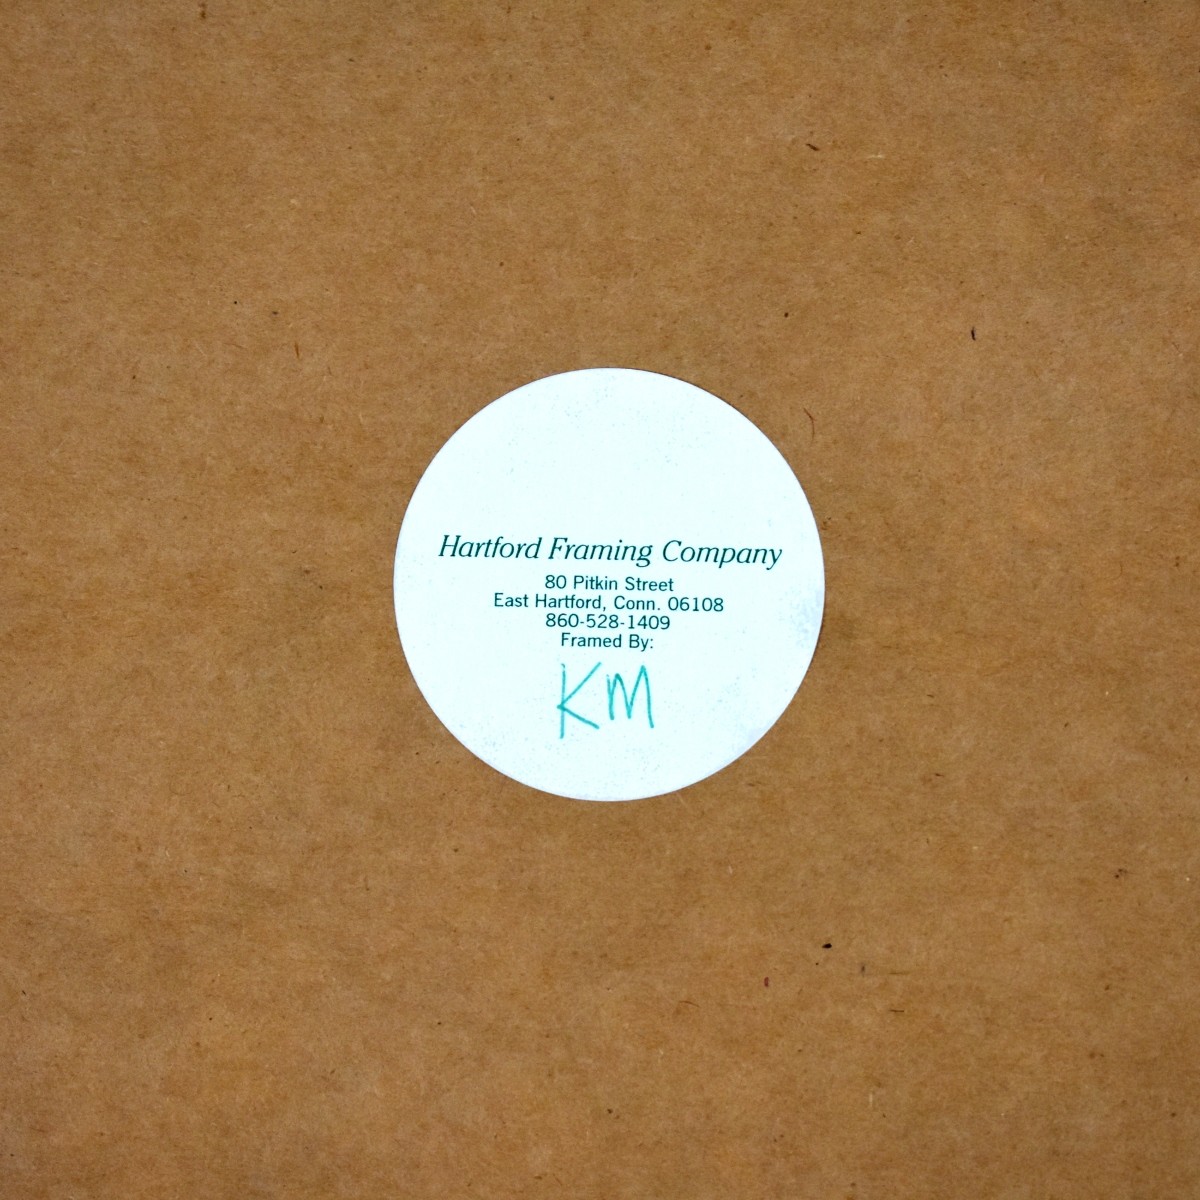 Hartford Framing Company
80 Pitkin Street
East Hartford, Conn. 06108
860-528-1409
Framed By:
KM